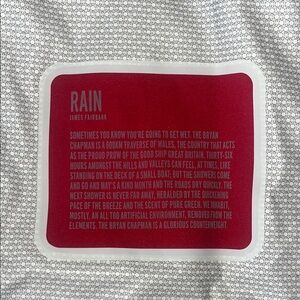 RAIN
JAMES FAIRBANK
SOMETIMES YOU KNOW YOU'RE GOING TO GET WET. THE BRYAN
CHAPMAN IS A 600KM TRAVERSE OF WALES, THE COUNTRY THAT ACTS
AS THE PROUD PROW OF THE GOOD SHIP GREAT BRITAIN. THIRTY-SIX
HOURS AMONGST THE HILLS AND VALLEYS CAN FEEL, AT TIMES, LIKE
STANDING ON THE DECK OF A SMALL BOAT; BUT THE SHOWERS COME
AND GO AND MAY'S A KIND MONTH AND THE ROADS DRY QUICKLY. THE
NEXT SHOWER IS NEVER FAR AWAY, HERALDED BY THE QUICKENING
PACE OF THE BREEZE AND THE SCENT OF PURE GREEN. WE INHABIT,
MOSTLY, AN ALL TOO ARTIFICIAL ENVIRONMENT, REMOVED FROM THE
ELEMENTS. THE BRYAN CHAPMAN IS A GLORIOUS COUNTERWEIGHT.